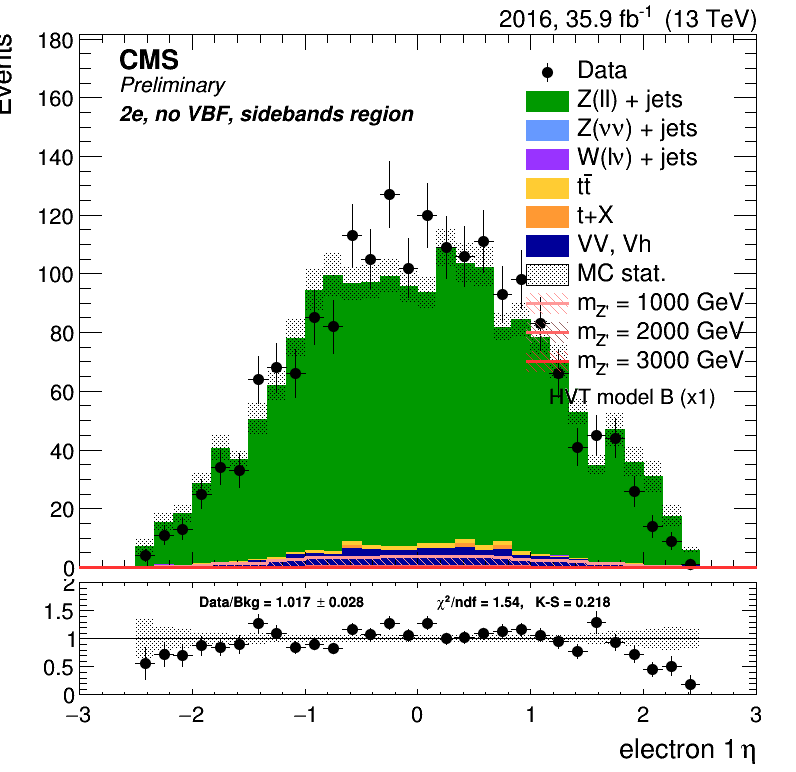 2016, 35.9 fb⁻¹ (13 TeV)
Events
CMS
Preliminary
2e, no VBF, sidebands region
Data
Z(ll) + jets
Z(νν) + jets
W(lν) + jets
tt̄
t+X
VV, Vh
MC stat.
m_Z' = 1000 GeV
m_Z' = 2000 GeV
m_Z' = 3000 GeV
HVT model B (x1)
180
160
140
120
100
80
60
40
20
0
Data/Bkg = 1.017 ± 0.028 χ²/ndf = 1.54, K-S = 0.218
2
1.5
1
0.5
0
−3 −2 −1 0 1 2 3
electron 1 η